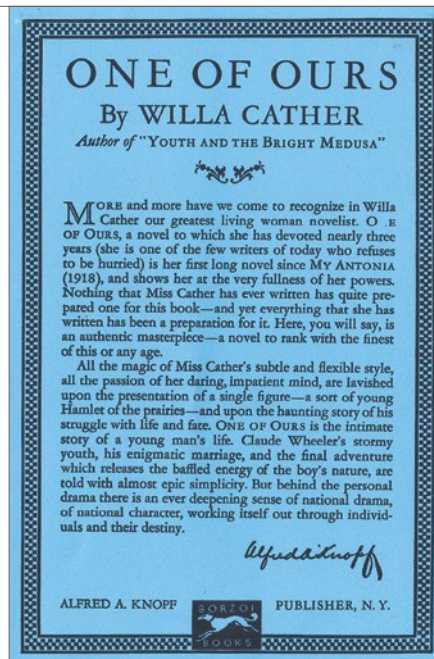 ONE OF OURS
By WILLA CATHER
Author of "YOUTH AND THE BRIGHT MEDUSA"
MORE and more have we come to recognize in Willa
Cather our greatest living woman novelist. O .E
OF OURS, a novel to which she has devoted nearly three
years (she is one of the few writers of today who refuses
to be hurried) is her first long novel since MY ANTONIA
(1918), and shows her at the very fullness of her powers.
Nothing that Miss Cather has ever written has quite pre-
pared one for this book—and yet everything that she has
written has been a preparation for it. Here, you will say, is
an authentic masterpiece—a novel to rank with the finest
of this or any age.
All the magic of Miss Cather's subtle and flexible style,
all the passion of her daring, impatient mind, are lavished
upon the presentation of a single figure—a sort of young
Hamlet of the prairies—and upon the haunting story of his
struggle with life and fate. ONE OF OURS is the intimate
story of a young man's life. Claude Wheeler's stormy
youth, his enigmatic marriage, and the final adventure
which releases the baffled energy of the boy's nature, are
told with almost epic simplicity. But behind the personal
drama there is an ever deepening sense of national drama,
of national character, working itself out through individ-
uals and their destiny.
Alfred A. Knopf
ALFRED A. KNOPF BORZOI BOOKS PUBLISHER, N. Y.